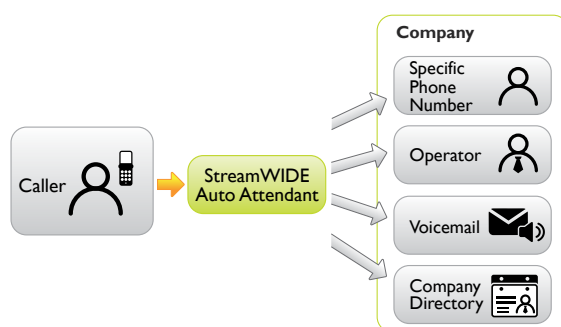 Caller
StreamWIDE
Auto Attendant
Company
Specific
Phone
Number
Operator
Voicemail
Company
Directory